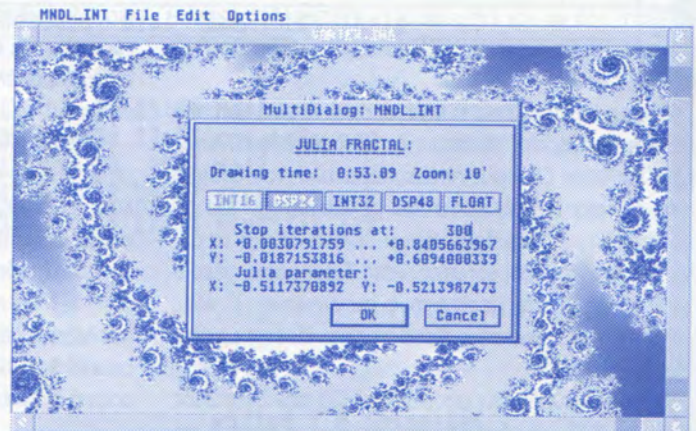 MNDL_INT File Edit Options
MultiDialog: MNDL_INT
JULIA FRACTAL:
Drawing time: 0:53.09 Zoom: 10'
INT16 DSP24 INT32 DSP48 FLOAT
Stop iterations at: 300
X: +0.0030791759 ... +0.8405663967
Y: -0.0187153816 ... +0.6094000339
Julia parameter:
X: -0.5117370892 Y: -0.5213987473
OK Cancel